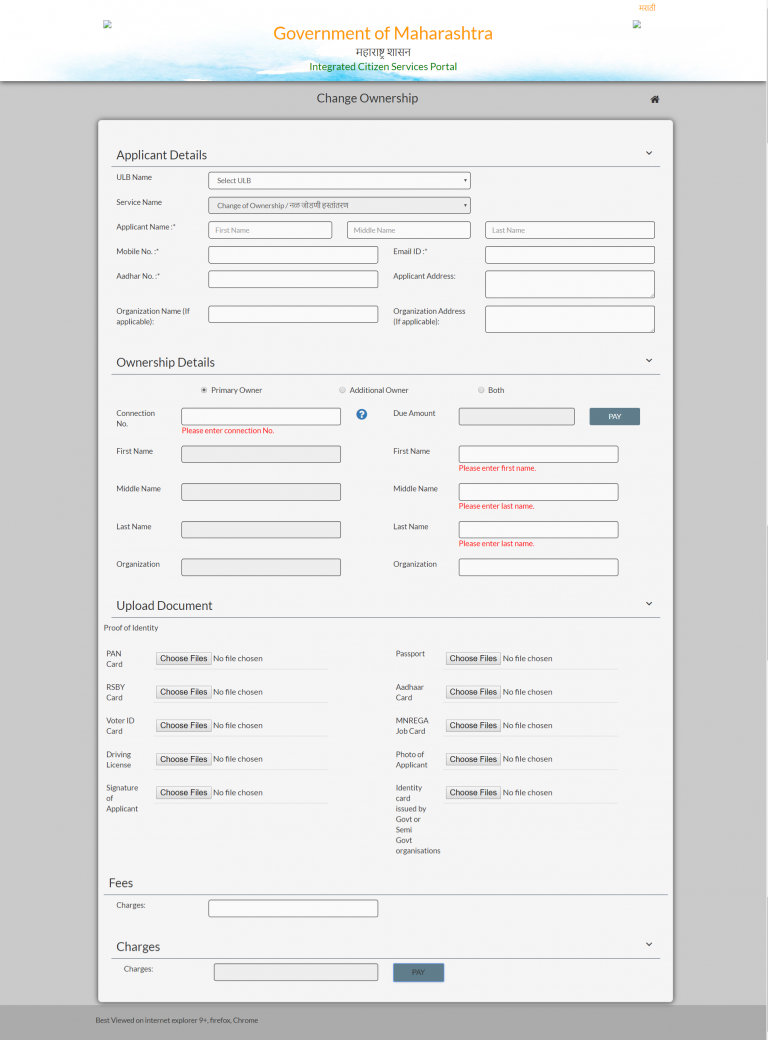 मराठी
Government of Maharashtra
महाराष्ट्र शासन
Integrated Citizen Services Portal
Change Ownership
Applicant Details
ULB Name
Select ULB
Service Name
Change of Ownership / नळ जोडणी हस्तांतरण
Applicant Name :*
First Name
Middle Name
Last Name
Mobile No. :*
Email ID :*
Aadhar No. :*
Applicant Address:
Organization Name (If
applicable):
Organization Address
(If applicable):
Ownership Details
Primary Owner
Additional Owner
Both
Connection
No.
Please enter connection No.
?
Due Amount
PAY
First Name
First Name
Please enter first name.
Middle Name
Middle Name
Please enter last name.
Last Name
Last Name
Please enter last name.
Organization
Organization
Upload Document
Proof of Identity
PAN
Card
Choose Files No file chosen
Passport
Choose Files No file chosen
RSBY
Card
Choose Files No file chosen
Aadhaar
Card
Choose Files No file chosen
Voter ID
Card
Choose Files No file chosen
MNREGA
Job Card
Choose Files No file chosen
Driving
License
Choose Files No file chosen
Photo of
Applicant
Choose Files No file chosen
Signature
of
Applicant
Choose Files No file chosen
Identity
card
issued by
Govt or
Semi
Govt
organisations
Choose Files No file chosen
Fees
Charges:
Charges
Charges:
PAY
Best Viewed on internet explorer 9+, firefox, Chrome